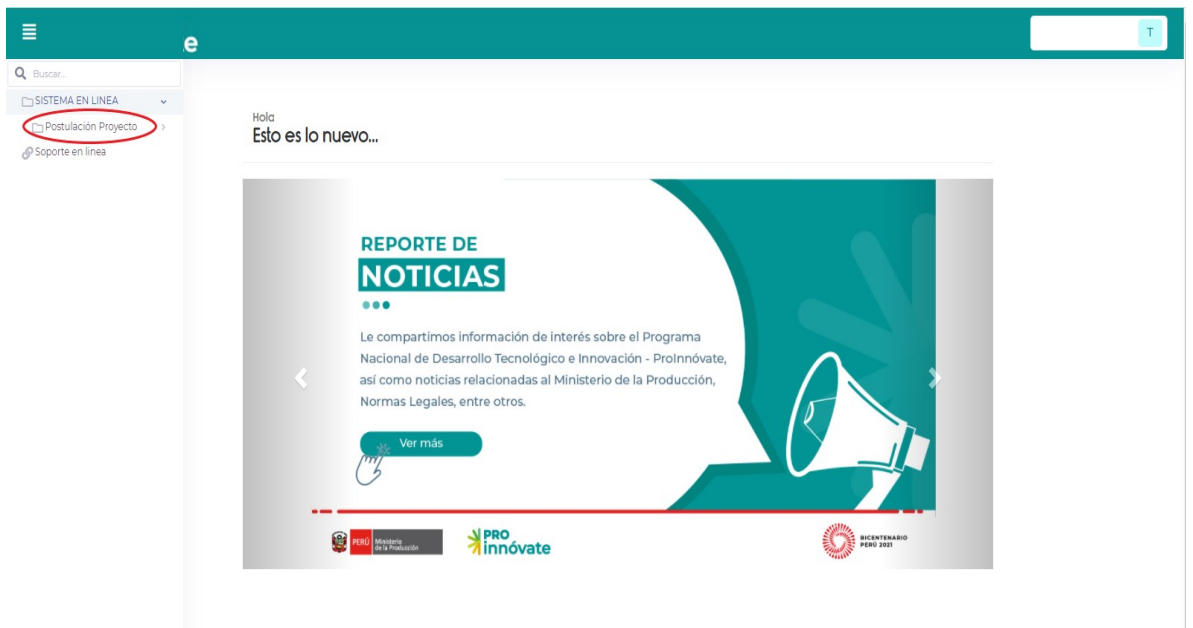 e
T
Buscar...
SISTEMA EN LINEA
Postulación Proyecto
Soporte en linea
Hola
Esto es lo nuevo...
REPORTE DE
NOTICIAS
Le compartimos información de interés sobre el Programa
Nacional de Desarrollo Tecnológico e Innovación - ProInnóvate,
así como noticias relacionadas al Ministerio de la Producción,
Normas Legales, entre otros.
Ver más
PERÚ
Ministerio
de la Producción
PRO
innóvate
BICENTENARIO
PERÚ 2021